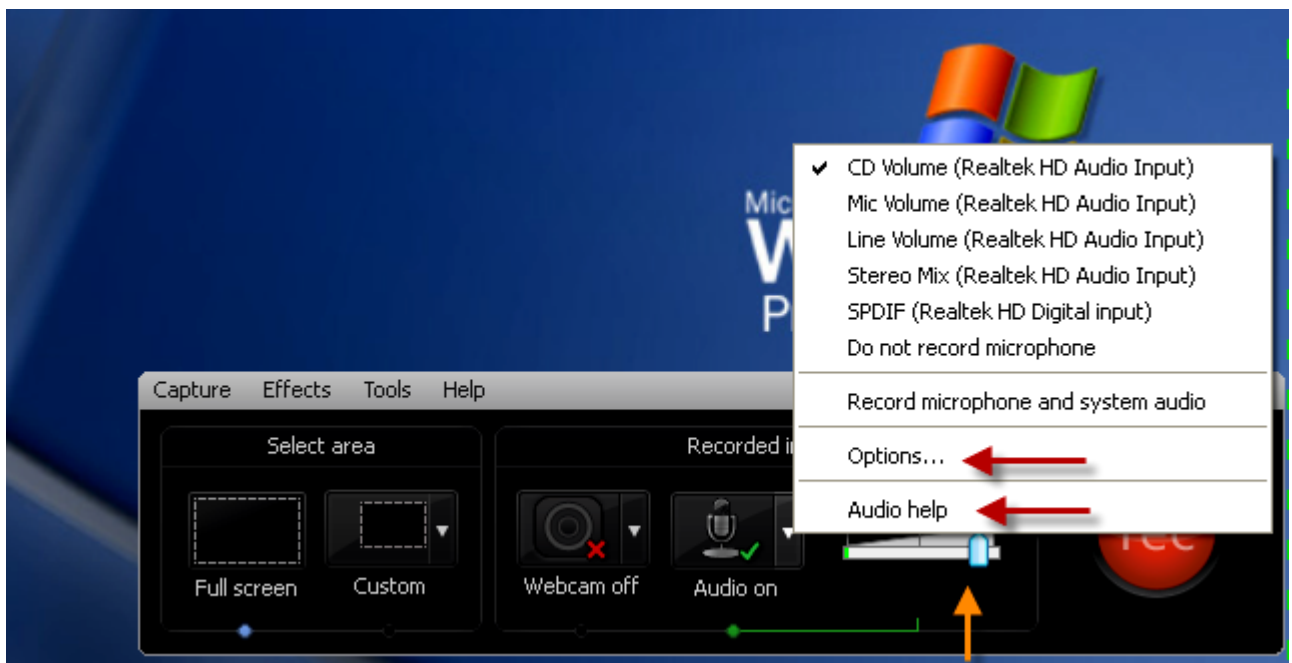 CD Volume (Realtek HD Audio Input)
Mic Volume (Realtek HD Audio Input)
Line Volume (Realtek HD Audio Input)
Stereo Mix (Realtek HD Audio Input)
SPDIF (Realtek HD Digital input)
Do not record microphone
Record microphone and system audio
Options...
Audio help
Mic
W
P
Capture Effects Tools Help
Select area
Recorded i
Full screen
Custom
Webcam off
Audio on
rec